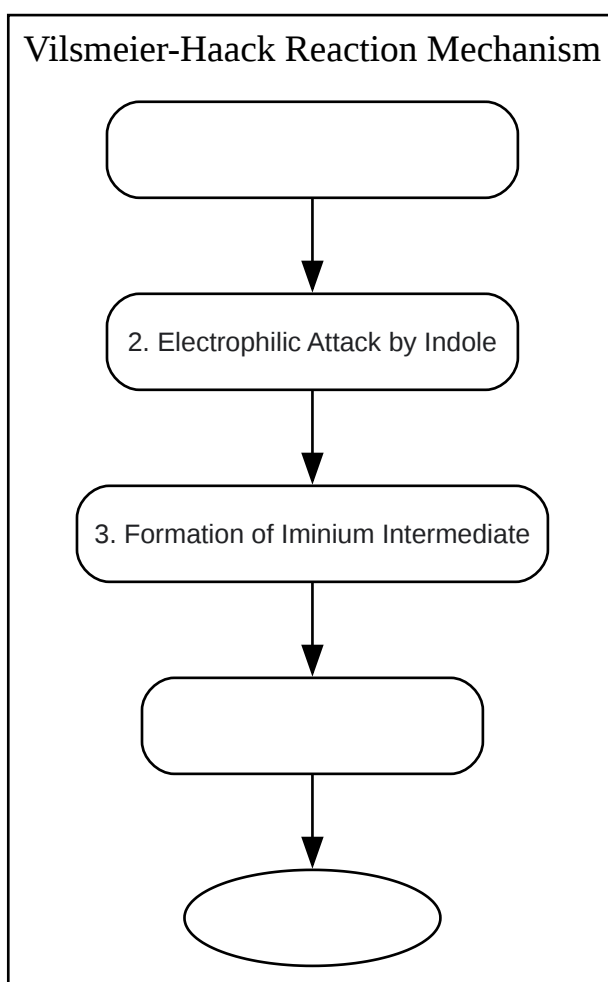 Vilsmeier-Haack Reaction Mechanism
2. Electrophilic Attack by Indole
3. Formation of Iminium Intermediate